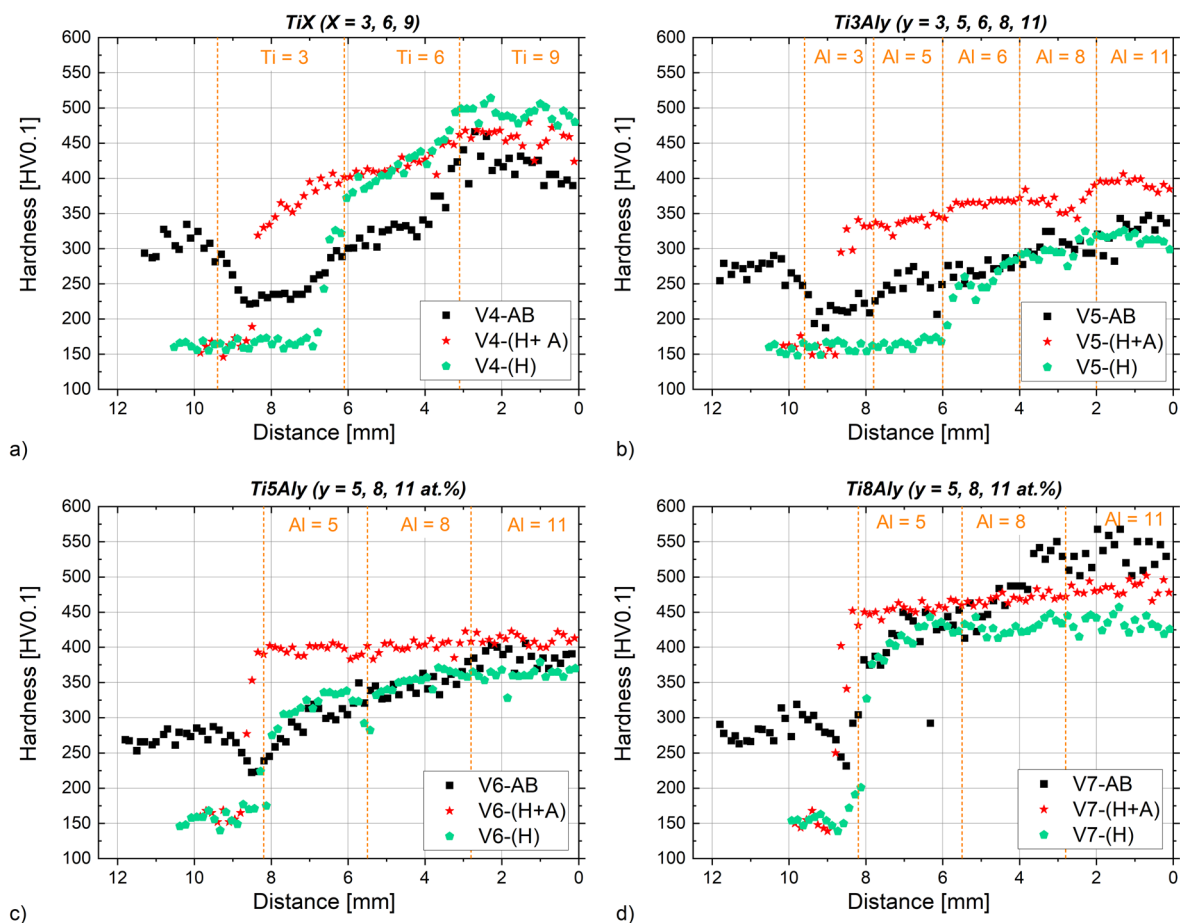 TiX (X = 3, 6, 9)
600
550
500
450
400
350
300
250
200
150
100
Hardness [HV0.1]
Ti = 3
Ti = 6
Ti = 9
V4-AB
V4-(H+ A)
V4-(H)
12
10
8
6
4
2
0
Distance [mm]
a)
Ti3Aly (y = 3, 5, 6, 8, 11)
600
550
500
450
400
350
300
250
200
150
100
Hardness [HV0.1]
Al = 3
Al = 5
Al = 6
Al = 8
Al = 11
V5-AB
V5-(H+A)
V5-(H)
12
10
8
6
4
2
0
Distance [mm]
b)
Ti5Aly (y = 5, 8, 11 at.%)
600
550
500
450
400
350
300
250
200
150
100
Hardness [HV0.1]
Al = 5
Al = 8
Al = 11
V6-AB
V6-(H+A)
V6-(H)
12
10
8
6
4
2
0
Distance [mm]
c)
Ti8Aly (y = 5, 8, 11 at.%)
600
550
500
450
400
350
300
250
200
150
100
Hardness [HV0.1]
Al = 5
Al = 8
Al = 11
V7-AB
V7-(H+A)
V7-(H)
12
10
8
6
4
2
0
Distance [mm]
d)